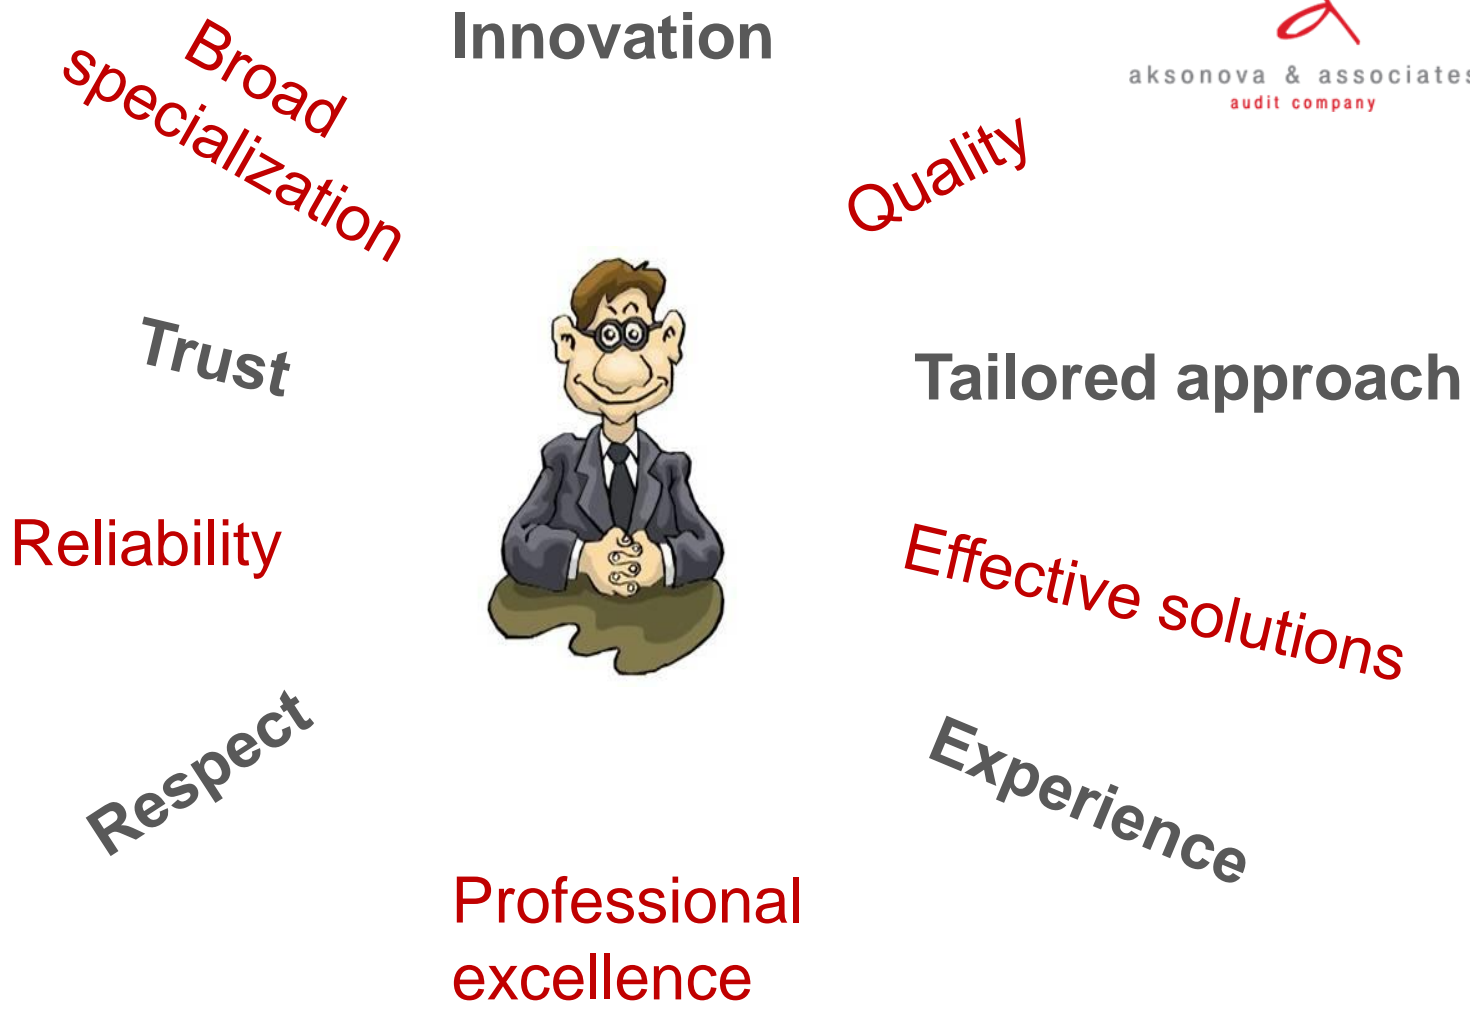 Innovation
aksonova & associates
audit company
Broad
specialization
Quality
Trust
Tailored approach
Reliability
Effective solutions
Respect
Experience
Professional
excellence